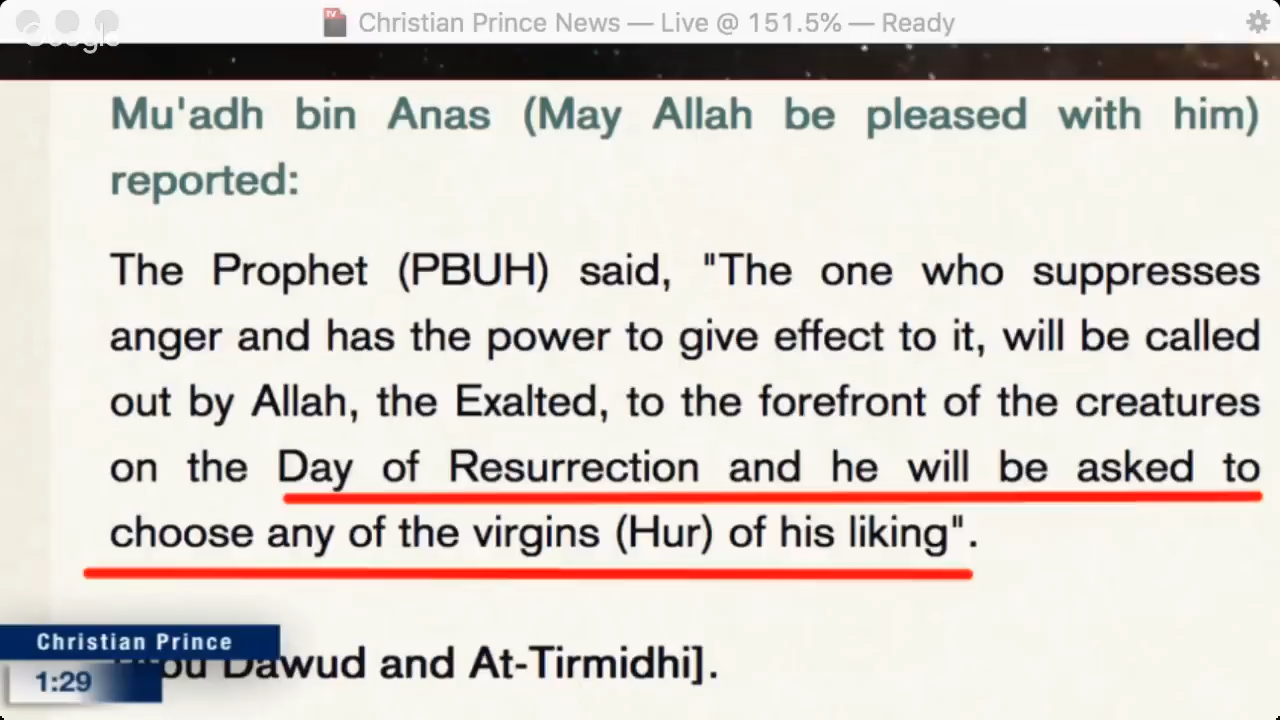 Christian Prince News — Live @ 151.5% — Ready
Google
Mu'adh bin Anas (May Allah be pleased with him)
reported:
The Prophet (PBUH) said, "The one who suppresses
anger and has the power to give effect to it, will be called
out by Allah, the Exalted, to the forefront of the creatures
on the Day of Resurrection and he will be asked to
choose any of the virgins (Hur) of his liking".
Christian Prince
Dawud and At-Tirmidhi].
1:29